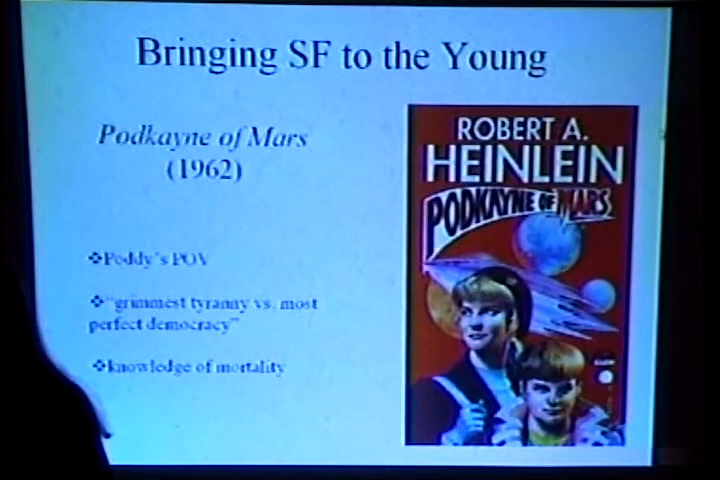 Bringing SF to the Young
Podkayne of Mars
(1962)
❖Poddy's POV
❖"grimmest tyranny vs. most
perfect democracy"
❖knowledge of mortality
ROBERT A.
HEINLEIN
PODKAYNE OF MARS